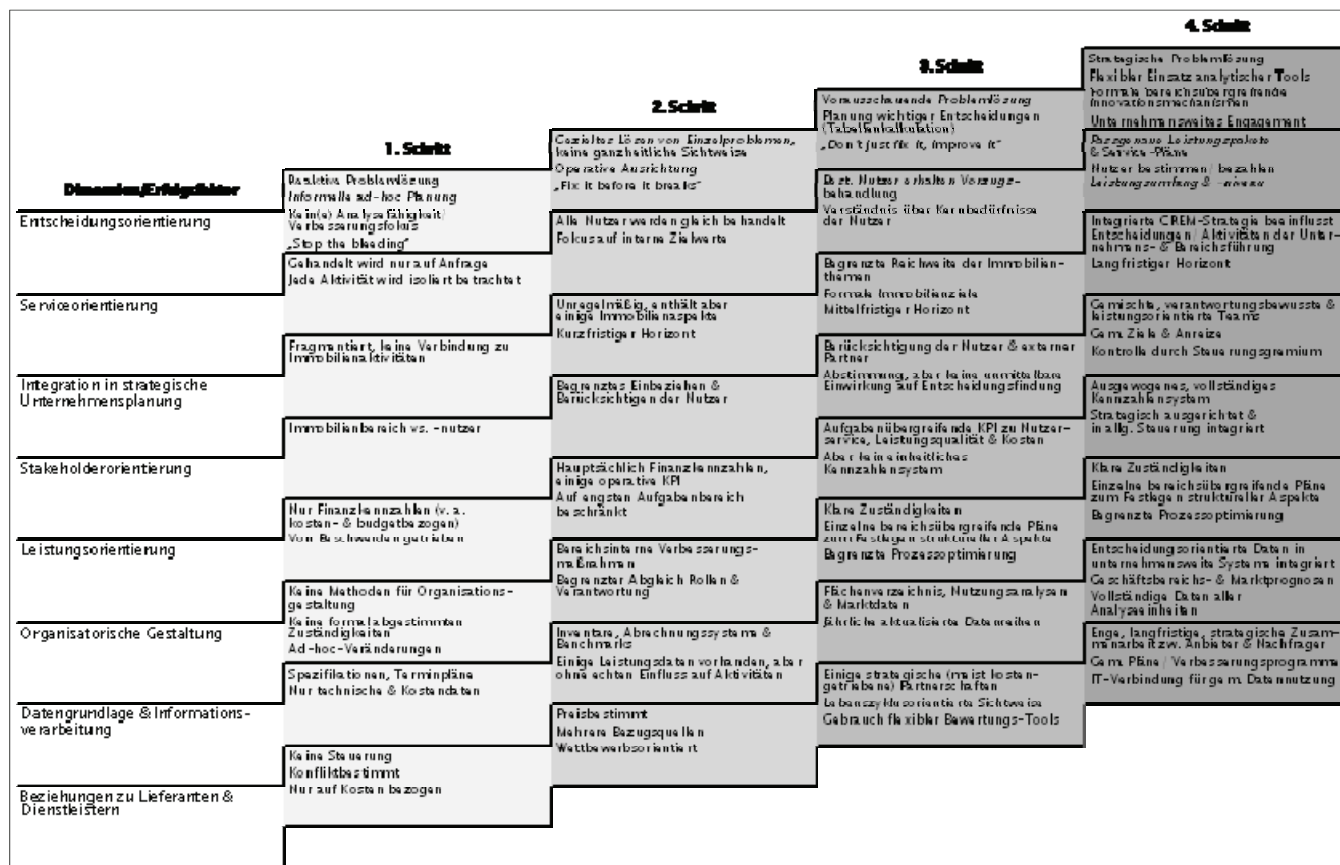 4. Schritt
3. Schritt
2. Schritt
1. Schritt
Dimension/Erfolgsfaktor
Entscheidungsorientierung
Serviceorientierung
Integration in strategische
Unternehmensplanung
Stakeholderorientierung
Leistungsorientierung
Organisatorische Gestaltung
Datengrundlage & Informations-
verarbeitung
Beziehungen zu Lieferanten &
Dienstleistern
Reaktive Problemlösung
Informelle ad-hoc Planung
Kein(e) Analysefähigkeit/
Verbesserungsfokus
„Stop the bleeding“
Gehandelt wird nur auf Anfrage
Jede Aktivität wird isoliert betrachtet
Fragmentiert, keine Verbindung zu
Immobilienaktivitäten
Immobilienbereich vs. -nutzer
Nur Finanzkennzahlen (v. a.
kosten- & budgetbezogen)
Von Beschwerden getrieben
Keine Methoden für Organisations-
gestaltung
Keine formal abgestimmten
Zuständigkeiten
Ad-hoc-Veränderungen
Spezifikationen, Terminpläne
Nur technische & Kostendaten
Keine Steuerung
Konfliktbestimmt
Nur auf Kosten bezogen
Gezieltes Lösen von Einzelproblemen,
keine ganzheitliche Sichtweise
Operative Ausrichtung
„Fix it before it breaks“
Alle Nutzer werden gleich behandelt
Fokus auf interne Zielwerte
Unregelmäßig, enthält aber
einige Immobilienaspekte
Kurzfristiger Horizont
Begrenztes Einbeziehen &
Berücksichtigen der Nutzer
Hauptsächlich Finanzkennzahlen,
einige operative KPI
Auf engsten Aufgabenbereich
beschränkt
Bereichsinterne Verbesserungs-
maßnahmen
Begrenzter Abgleich Rollen &
Verantwortung
Inventare, Abrechnungssysteme &
Benchmarks
Einige Leistungsdaten vorhanden, aber
ohne echten Einfluss auf Aktivitäten
Preisbestimmt
Mehrere Bezugsquellen
Wettbewerbsorientiert
Vorausschauende Problemlösung
Planung wichtiger Entscheidungen
(Tabellenkalkulation)
„Don't just fix it, improve it“
Best. Nutzer erhalten Vorzugs-
behandlung
Verständnis über Kernbedürfnisse
der Nutzer
Begrenzte Reichweite der Immobilien-
themen
Formale Immobilienziele
Mittelfristiger Horizont
Berücksichtigung der Nutzer & externer
Partner
Abstimmung, aber keine unmittelbare
Einwirkung auf Entscheidungsfindung
Aufgabenübergreifende KPI zu Nutzer-
service, Leistungsqualität & Kosten
Aber kein einheitliches
Kennzahlensystem
Klare Zuständigkeiten
Einzelne bereichsübergreifende Pläne
zum Festlegen struktureller Aspekte
Begrenzte Prozessoptimierung
Flächenverzeichnis, Nutzungsanalysen
& Marktdaten
Jährliche aktualisierte Datenreihen
Einige strategische (meist kosten-
getriebene) Partnerschaften
Lebenszyklusorientierte Sichtweise
Gebrauch flexibler Bewertungs-Tools
Strategische Problemlösung
Flexibler Einsatz analytischer Tools
Formale bereichsübergreifende
Innovationsmechanismen
Unternehmensweites Engagement
Passgenaue Leistungspakete
& Service-Pläne
Nutzer bestimmen/ bezahlen
Leistungsumfang & -niveau
Integrierte CREM-Strategie beeinflusst
Entscheidungen/ Aktivitäten der Unter-
nehmens- & Bereichsführung
Langfristiger Horizont
Gemischte, verantwortungsbewusste &
leistungsorientierte Teams
Gem. Ziele & Anreize
Kontrolle durch Steuerungsgremium
Ausgewogenes, vollständiges
Kennzahlensystem
Strategisch ausgerichtet &
in allg. Steuerung integriert
Klare Zuständigkeiten
Einzelne bereichsübergreifende Pläne
zum Festlegen struktureller Aspekte
Begrenzte Prozessoptimierung
Entscheidungsorientierte Daten in
unternehmensweite Systeme integriert
Geschäftsbereichs- & Marktprognosen
Vollständige Daten aller
Analyseeinheiten
Enge, langfristige, strategische Zusam-
menarbeit zw. Anbieter & Nachfrager
Gem. Pläne / Verbesserungsprogramme
IT-Verbindung für gem. Datennutzung